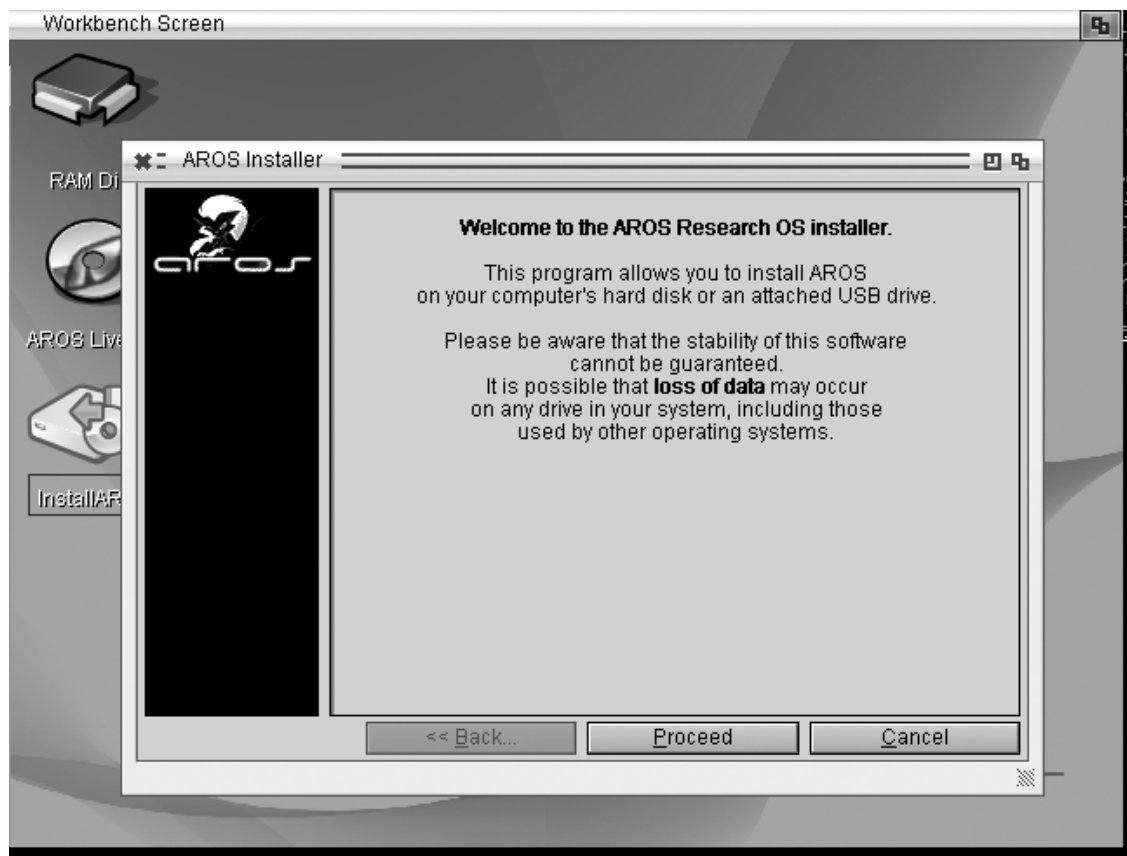 Workbench Screen
RAM Di
AROS Live
InstallAR
AROS Installer
aros
Welcome to the AROS Research OS installer.
This program allows you to install AROS
on your computer's hard disk or an attached USB drive.
Please be aware that the stability of this software
cannot be guaranteed.
It is possible that loss of data may occur
on any drive in your system, including those
used by other operating systems.
<< Back...
Proceed
Cancel